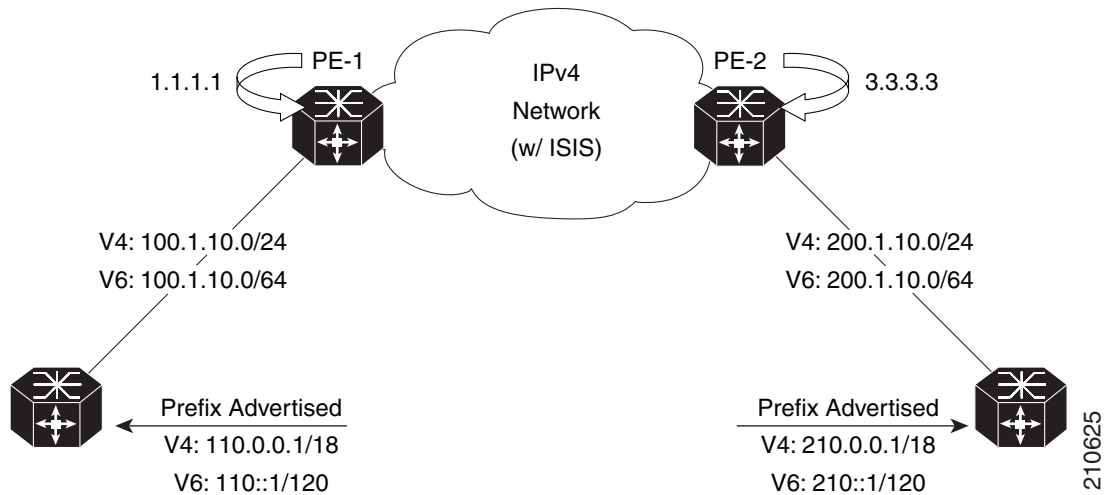 PE-1
1.1.1.1
IPv4
Network
(w/ ISIS)
PE-2
3.3.3.3
V4: 100.1.10.0/24
V6: 100.1.10.0/64
V4: 200.1.10.0/24
V6: 200.1.10.0/64
Prefix Advertised
V4: 110.0.0.1/18
V6: 110::1/120
Prefix Advertised
V4: 210.0.0.1/18
V6: 210::1/120
210625